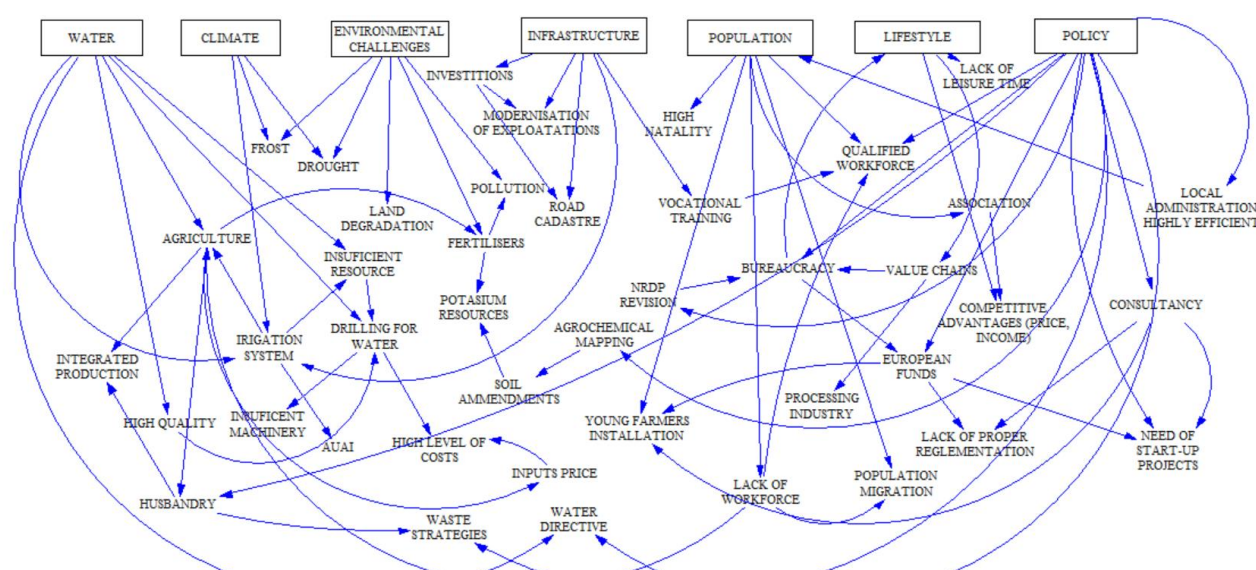 WATER
CLIMATE
ENVIRONMENTAL
CHALLENGES
INFRASTRUCTURE
POPULATION
LIFESTYLE
POLICY
INVESTITIONS
LACK OF
LEISURE TIME
MODERNISATION
OF EXPLOATATIONS
HIGH
NATALITY
FROST
DROUGHT
QUALIFIED
WORKFORCE
POLLUTION
LAND
DEGRADATION
ROAD
CADASTRE
VOCATIONAL
TRAINING
ASSOCIATION
LOCAL
ADMINISTRATION
HIGHLY EFFICIENT
AGRICULTURE
FERTILISERS
INSUFICIENT
RESOURCE
BUREAUCRACY
VALUE CHAINS
NRDP
REVISION
POTASIUM
RESOURCES
CONSULTANCY
COMPETITIVE
ADVANTAGES (PRICE,
INCOME)
IRIGATION
SYSTEM
DRILLING FOR
WATER
AGROCHEMICAL
MAPPING
INTEGRATED
PRODUCTION
EUROPEAN
FUNDS
SOIL
AMMENDMENTS
PROCESSING
INDUSTRY
HIGH QUALITY
INSUFICENT
MACHINERY
AUAI
HIGH LEVEL OF
COSTS
YOUNG FARMERS
INSTALLATION
LACK OF PROPER
REGLEMENTATION
NEED OF
START-UP
PROJECTS
INPUTS PRICE
LACK OF
WORKFORCE
POPULATION
MIGRATION
HUSBANDRY
WASTE
STRATEGIES
WATER
DIRECTIVE